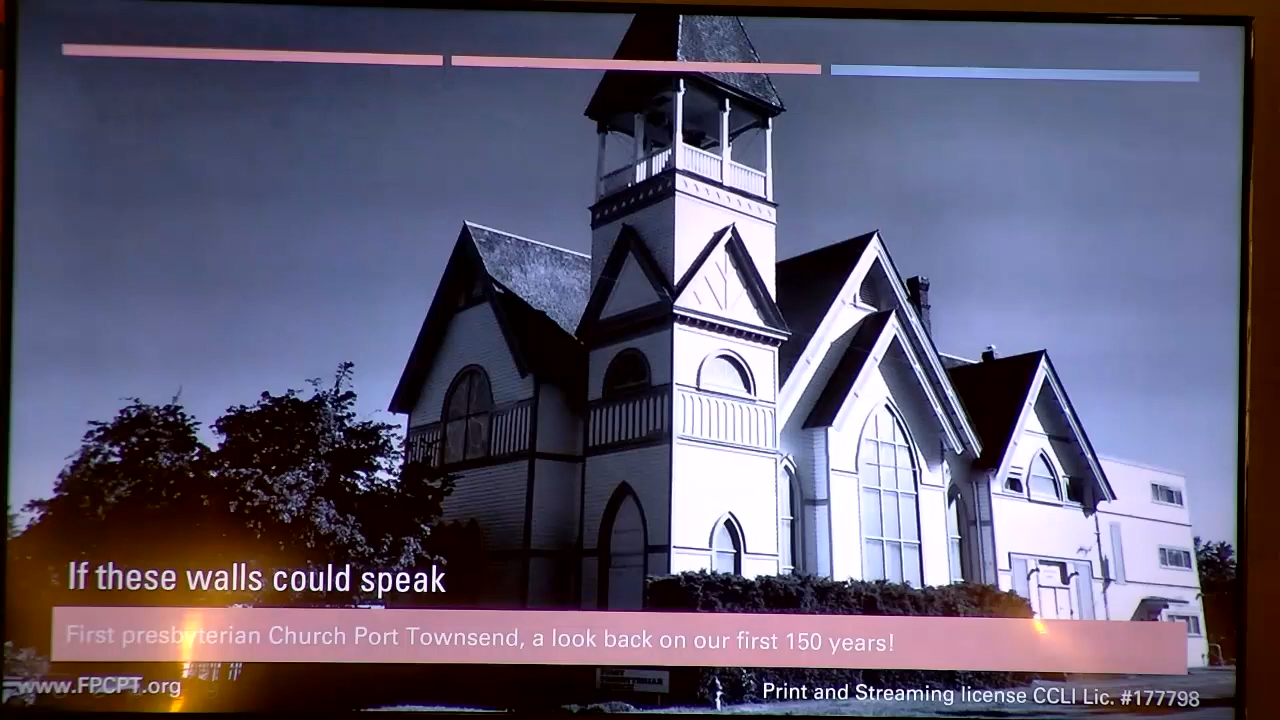 If these walls could speak
First presbyterian Church Port Townsend, a look back on our first 150 years!
www.FPCPT.org
Print and Streaming license CCLI Lic. #177798